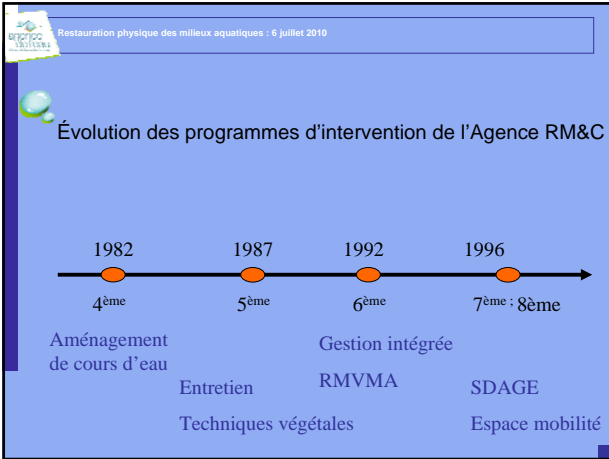 Restauration physique des milieux aquatiques : 6 juillet 2010
Évolution des programmes d’intervention de l’Agence RM&C
1982 1987 1992 1996
4ème 5ème 6ème 7ème ; 8ème
Aménagement
de cours d’eau
Gestion intégrée
Entretien RMVMA SDAGE
Techniques végétales Espace mobilité